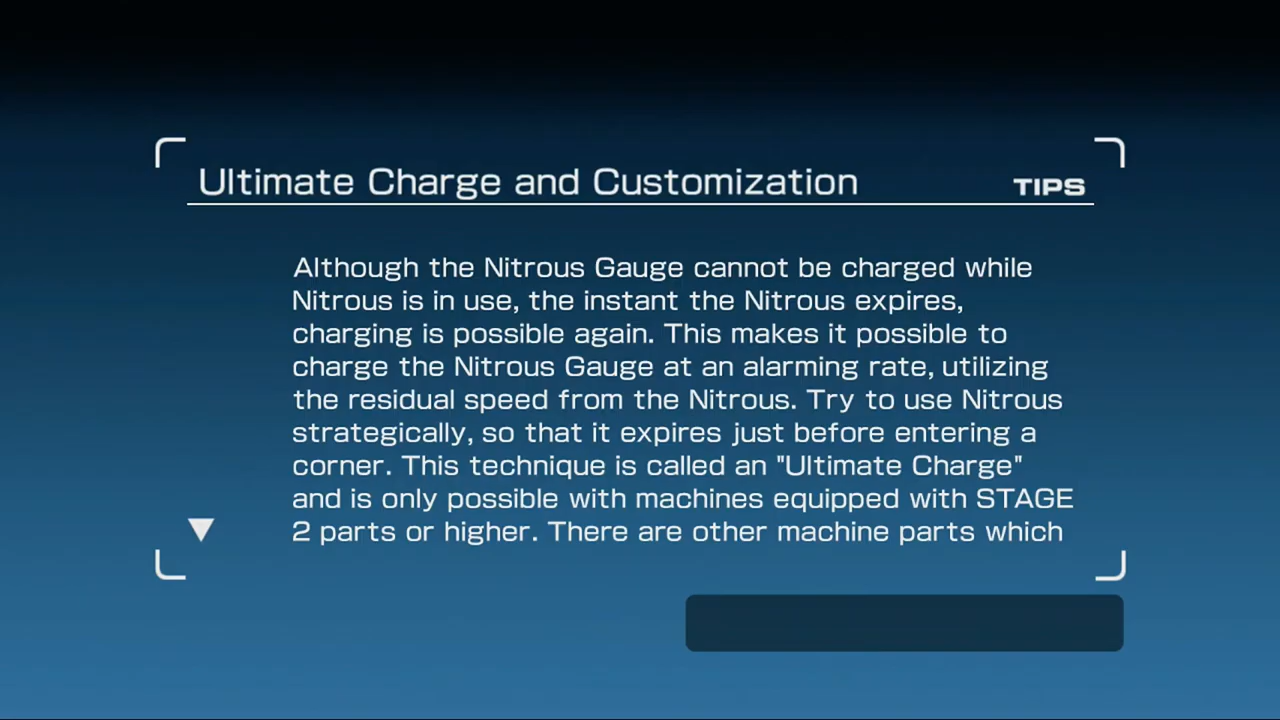 Ultimate Charge and Customization TIPS
Although the Nitrous Gauge cannot be charged while
Nitrous is in use, the instant the Nitrous expires,
charging is possible again. This makes it possible to
charge the Nitrous Gauge at an alarming rate, utilizing
the residual speed from the Nitrous. Try to use Nitrous
strategically, so that it expires just before entering a
corner. This technique is called an "Ultimate Charge"
and is only possible with machines equipped with STAGE
2 parts or higher. There are other machine parts which